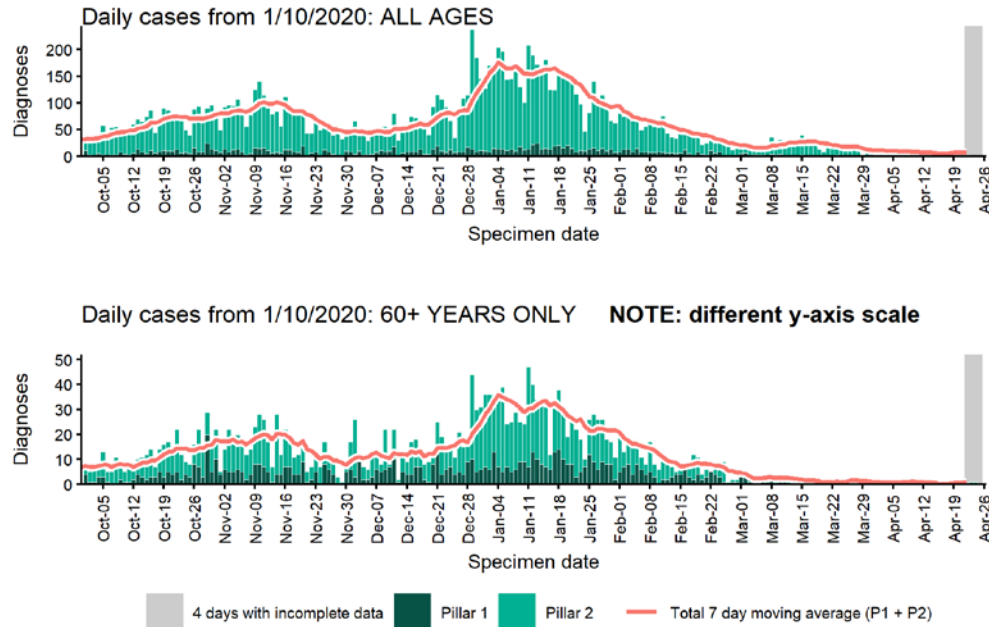 Daily cases from 1/10/2020: ALL AGES
200
150
100
50
0
Diagnoses
Oct-05
Oct-12
Oct-19
Oct-26
Nov-02
Nov-09
Nov-16
Nov-23
Nov-30
Dec-07
Dec-14
Dec-21
Dec-28
Jan-04
Jan-11
Jan-18
Jan-25
Feb-01
Feb-08
Feb-15
Feb-22
Mar-01
Mar-08
Mar-15
Mar-22
Mar-29
Apr-05
Apr-12
Apr-19
Apr-26
Specimen date
Daily cases from 1/10/2020: 60+ YEARS ONLY NOTE: different y-axis scale
50
40
30
20
10
0
Diagnoses
Oct-05
Oct-12
Oct-19
Oct-26
Nov-02
Nov-09
Nov-16
Nov-23
Nov-30
Dec-07
Dec-14
Dec-21
Dec-28
Jan-04
Jan-11
Jan-18
Jan-25
Feb-01
Feb-08
Feb-15
Feb-22
Mar-01
Mar-08
Mar-15
Mar-22
Mar-29
Apr-05
Apr-12
Apr-19
Apr-26
Specimen date
4 days with incomplete data Pillar 1 Pillar 2 Total 7 day moving average (P1 + P2)